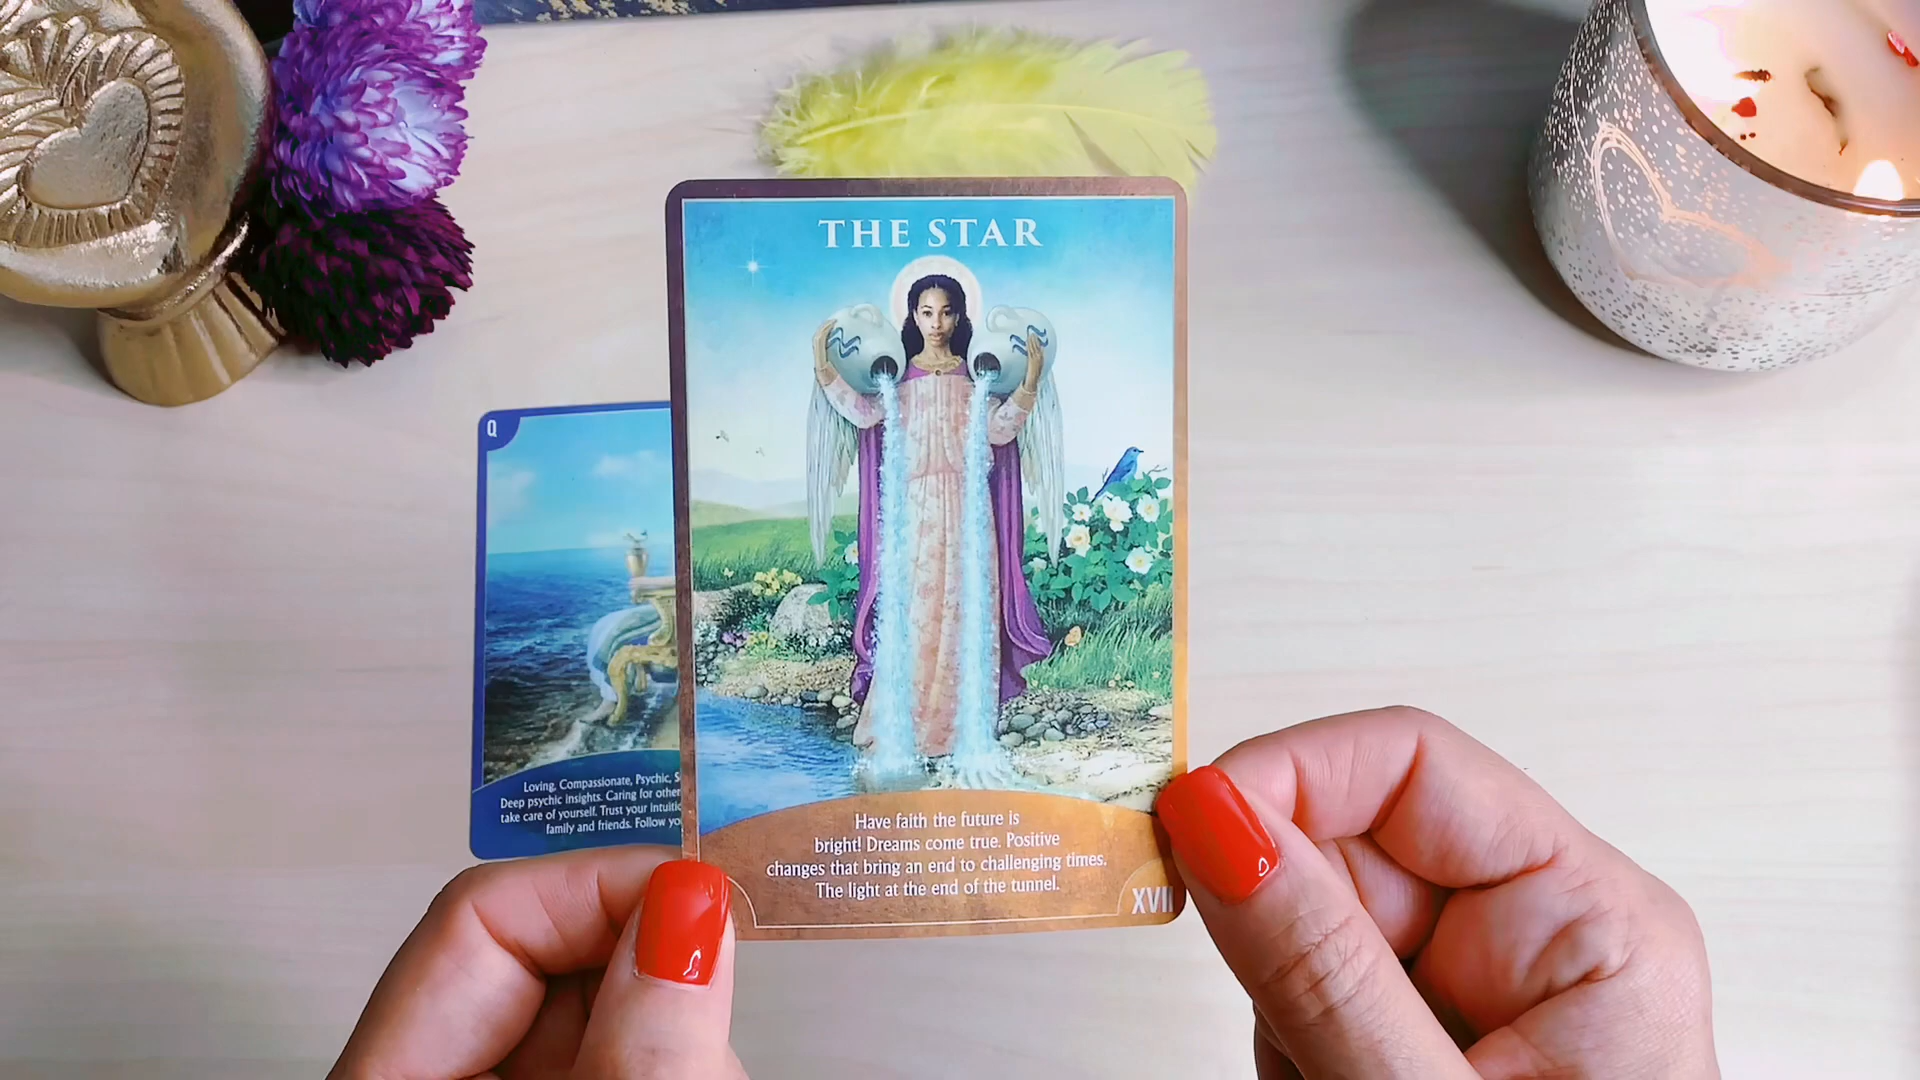 THE STAR
Have faith the future is
bright! Dreams come true. Positive
changes that bring an end to challenging times.
The light at the end of the tunnel.
XVII
Q
Loving, Compassionate, Psychic,
Deep psychic insights. Caring for other
take care of yourself. Trust your
family and friends. Follow